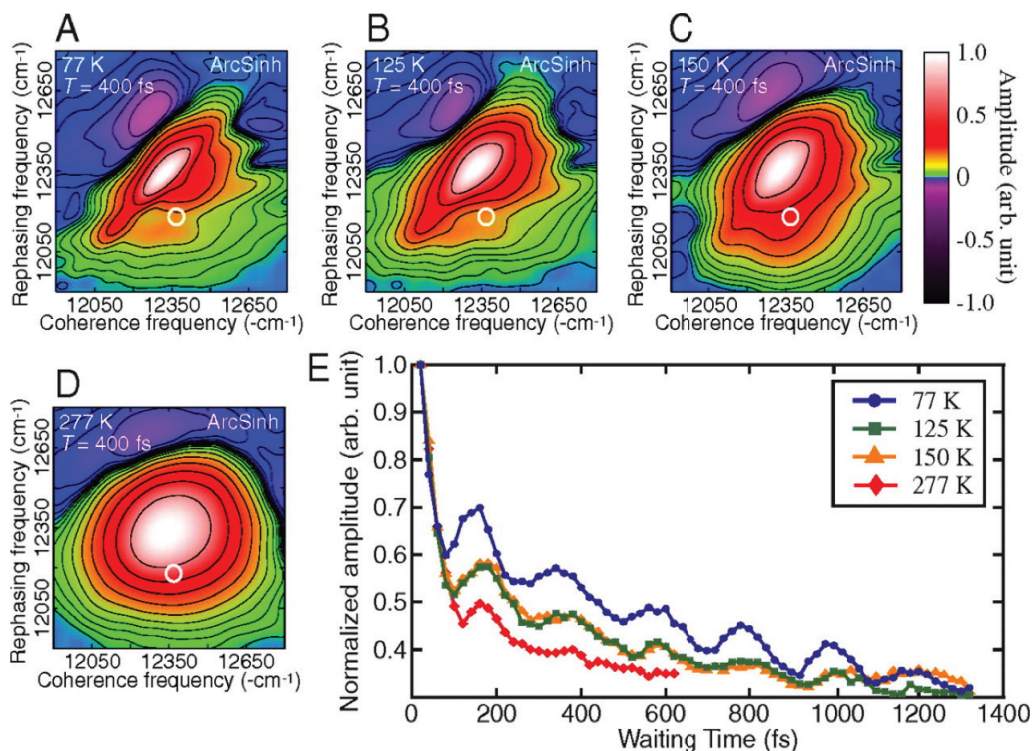 A
77 K
ArcSinh
T = 400 fs
Rephasing frequency (cm⁻¹)
12650
12350
12050
12050 12350 12650
Coherence frequency (-cm⁻¹)
B
125 K
ArcSinh
T = 400 fs
Rephasing frequency (cm⁻¹)
12650
12350
12050
12050 12350 12650
Coherence frequency (-cm⁻¹)
C
150 K
ArcSinh
T = 400 fs
Rephasing frequency (cm⁻¹)
12650
12350
12050
12050 12350 12650
Coherence frequency (-cm⁻¹)
1.0
0.5
0
-0.5
-1.0
Amplitude (arb. unit)
D
277 K
ArcSinh
T = 400 fs
Rephasing frequency (cm⁻¹)
12650
12350
12050
12050 12350 12650
Coherence frequency (-cm⁻¹)
E
Normalized amplitude (arb. unit)
1.0
0.9
0.8
0.7
0.6
0.5
0.4
77 K
125 K
150 K
277 K
0 200 400 600 800 1000 1200 1400
Waiting Time (fs)